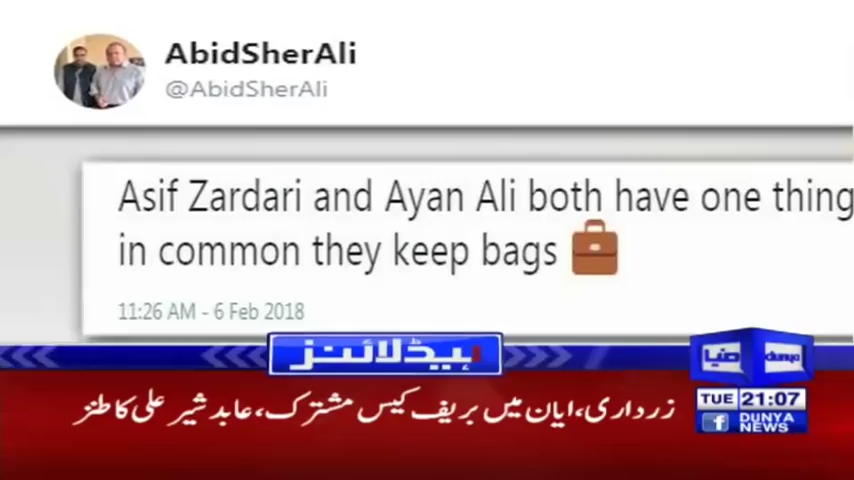 AbidSherAli
@AbidSherAli
Asif Zardari and Ayan Ali both have one thing
in common they keep bags
11:26 AM - 6 Feb 2018
ہیڈلائنز
دنیا dunya
TUE 21:07
زرداری،ایان میں بریف کیس مشترک،عابد شیر علی کا طنز
f DUNYA
NEWS